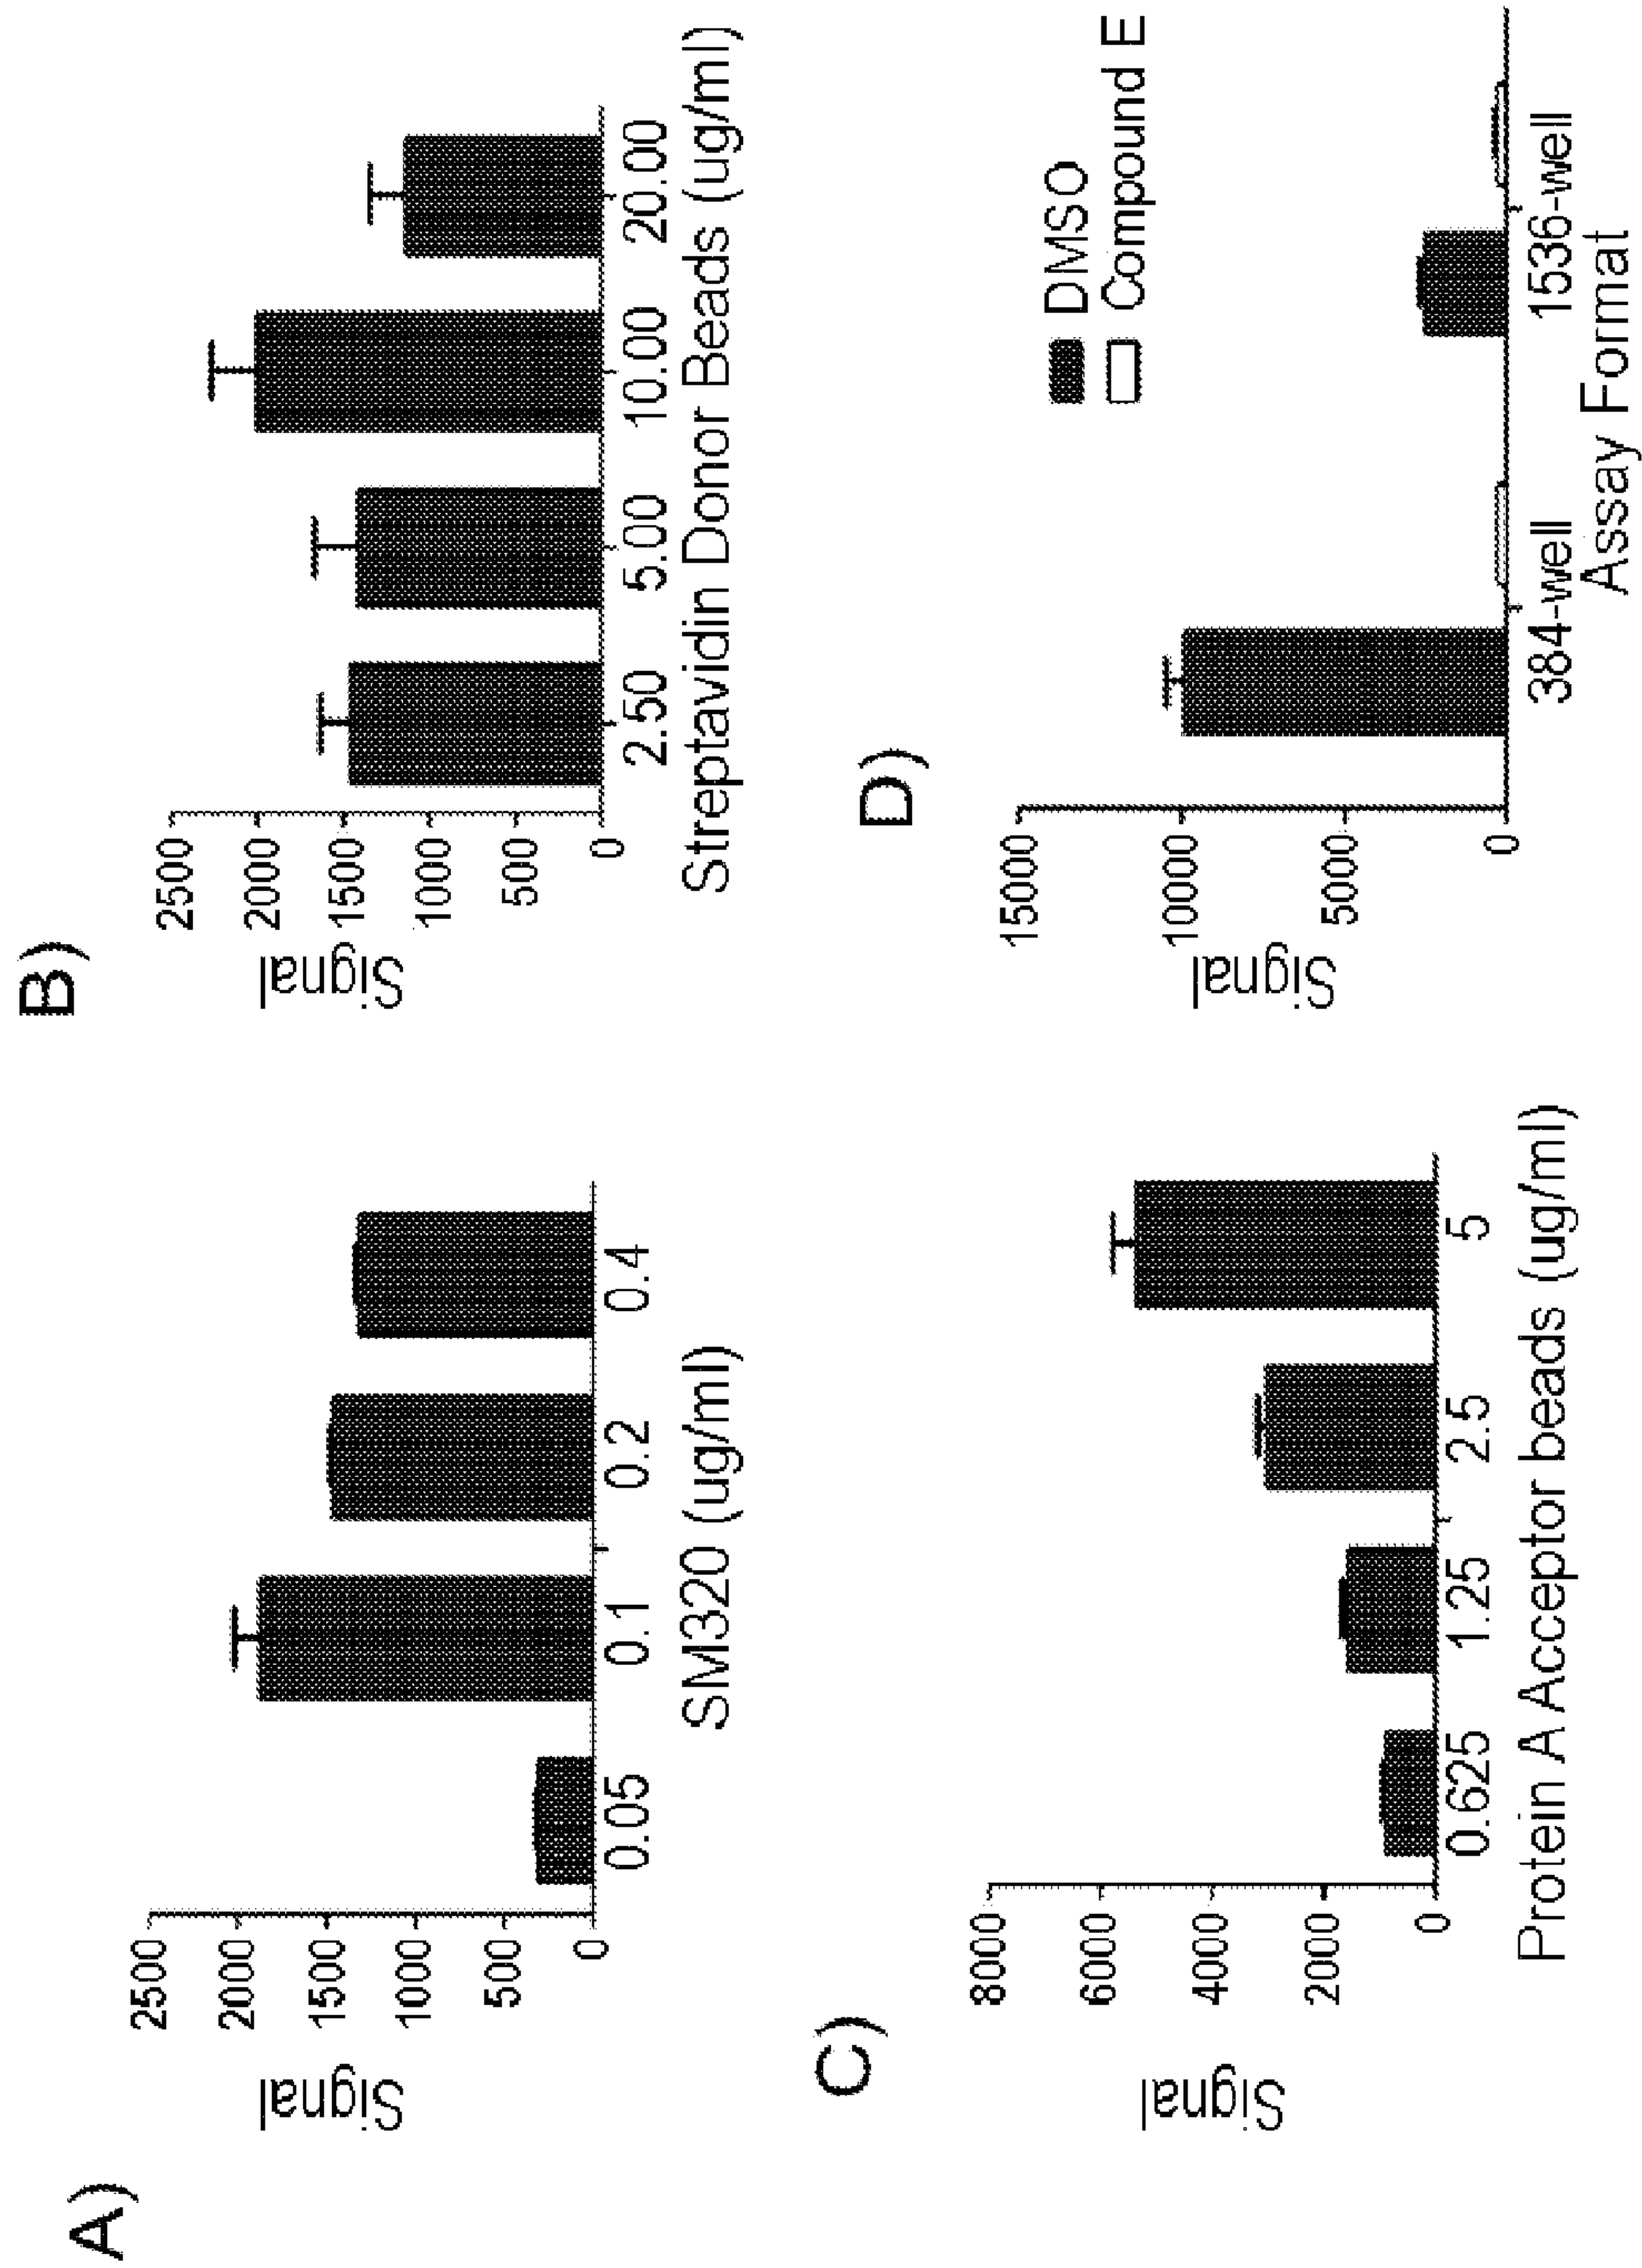 A)
Signal
2500
2000
1500
1000
500
0
0.05 0.1 0.2 0.4
SM320 (ug/ml)
B)
Signal
2500
2000
1500
1000
500
0
2.50 5.00 10.00 20.00
Streptavidin Donor Beads (ug/ml)
C)
Signal
8000
6000
4000
2000
0
0.625 1.25 2.5 5
Protein A Acceptor beads (ug/ml)
D)
Signal
15000
10000
5000
0
DMSO
Compound E
384-well 1536-well
Assay Format